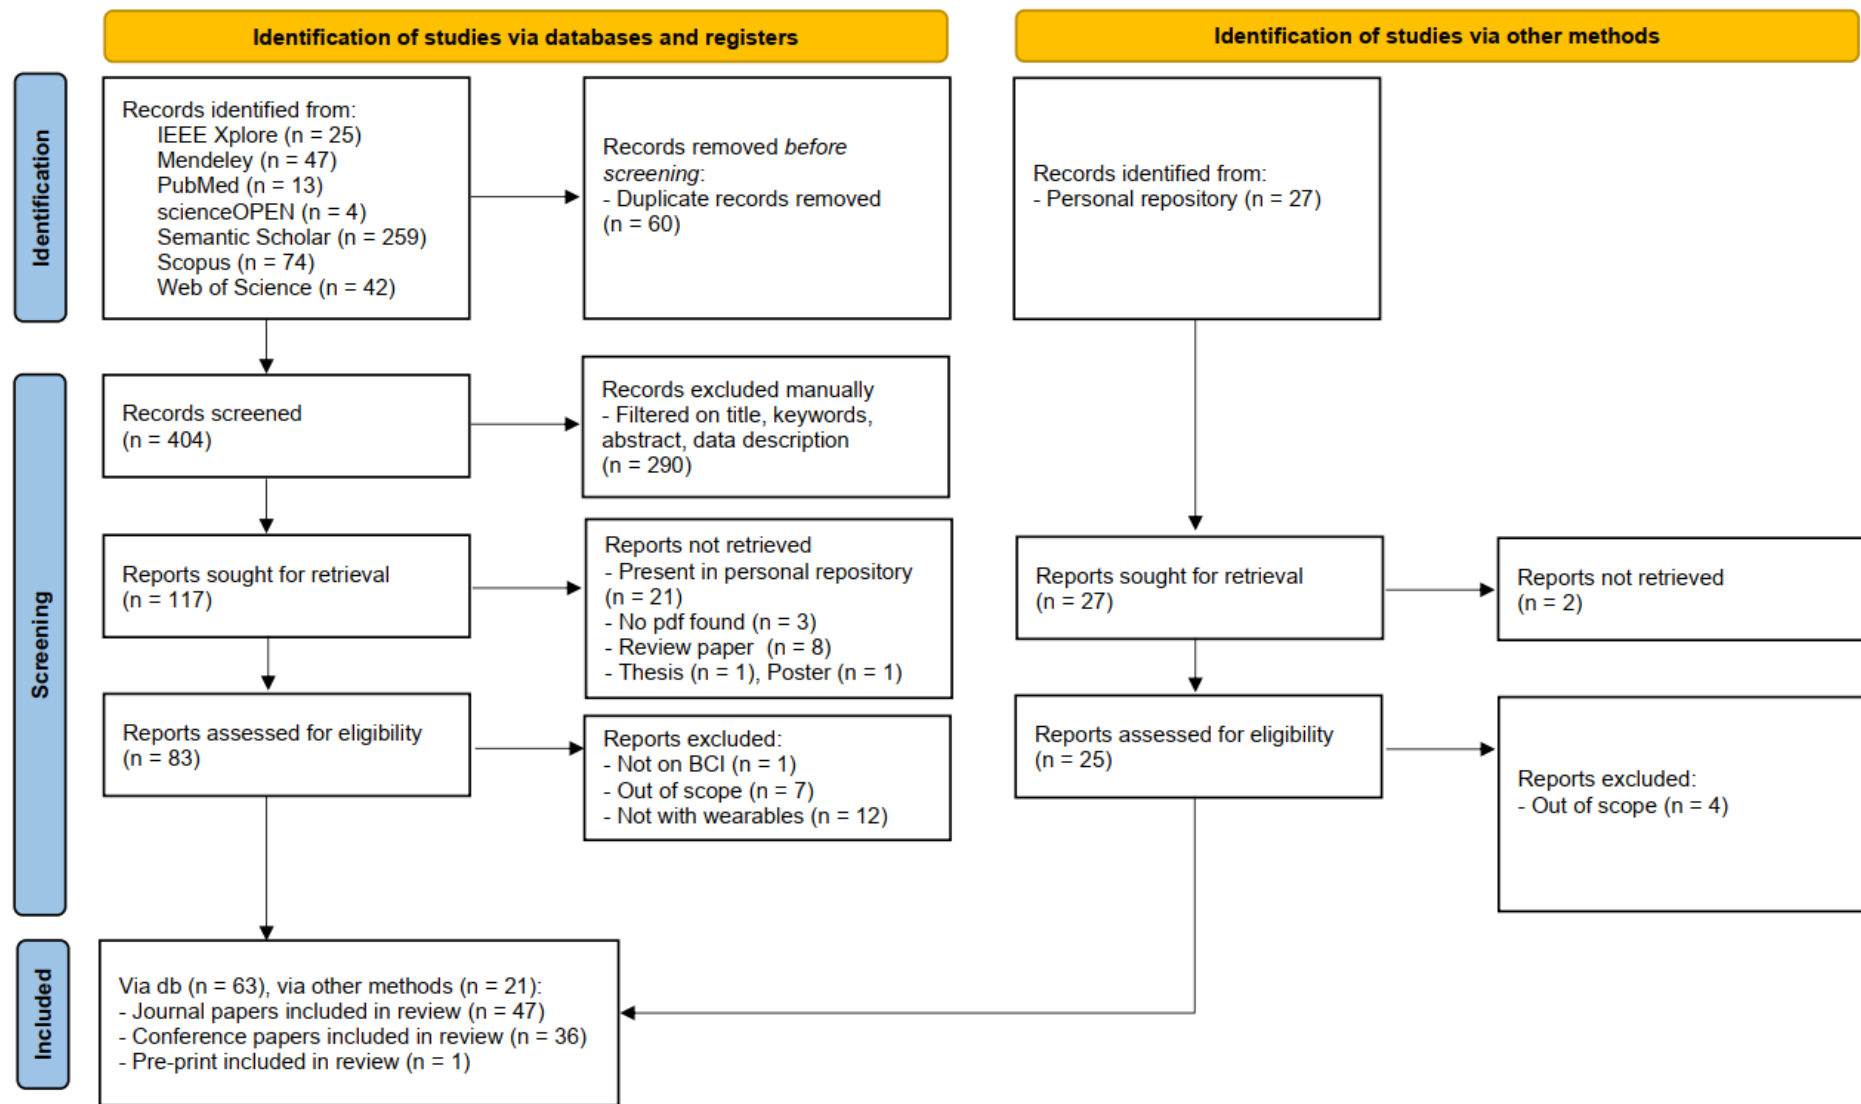 Identification of studies via databases and registers
Identification of studies via other methods
Identification
Records identified from:
IEEE Xplore (n = 25)
Mendeley (n = 47)
PubMed (n = 13)
scienceOPEN (n = 4)
Semantic Scholar (n = 259)
Scopus (n = 74)
Web of Science (n = 42)
Records removed before
screening:
- Duplicate records removed
(n = 60)
Records identified from:
- Personal repository (n = 27)
Screening
Records screened
(n = 404)
Records excluded manually
- Filtered on title, keywords,
abstract, data description
(n = 290)
Reports sought for retrieval
(n = 117)
Reports not retrieved
- Present in personal repository
(n = 21)
- No pdf found (n = 3)
- Review paper (n = 8)
- Thesis (n = 1), Poster (n = 1)
Reports sought for retrieval
(n = 27)
Reports not retrieved
(n = 2)
Reports assessed for eligibility
(n = 83)
Reports excluded:
- Not on BCI (n = 1)
- Out of scope (n = 7)
- Not with wearables (n = 12)
Reports assessed for eligibility
(n = 25)
Reports excluded:
- Out of scope (n = 4)
Included
Via db (n = 63), via other methods (n = 21):
- Journal papers included in review (n = 47)
- Conference papers included in review (n = 36)
- Pre-print included in review (n = 1)